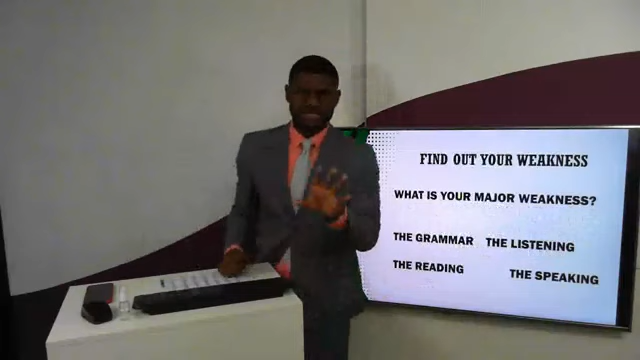 FIND OUT YOUR WEAKNESS
WHAT IS YOUR MAJOR WEAKNESS?
THE GRAMMAR THE LISTENING
THE READING THE SPEAKING